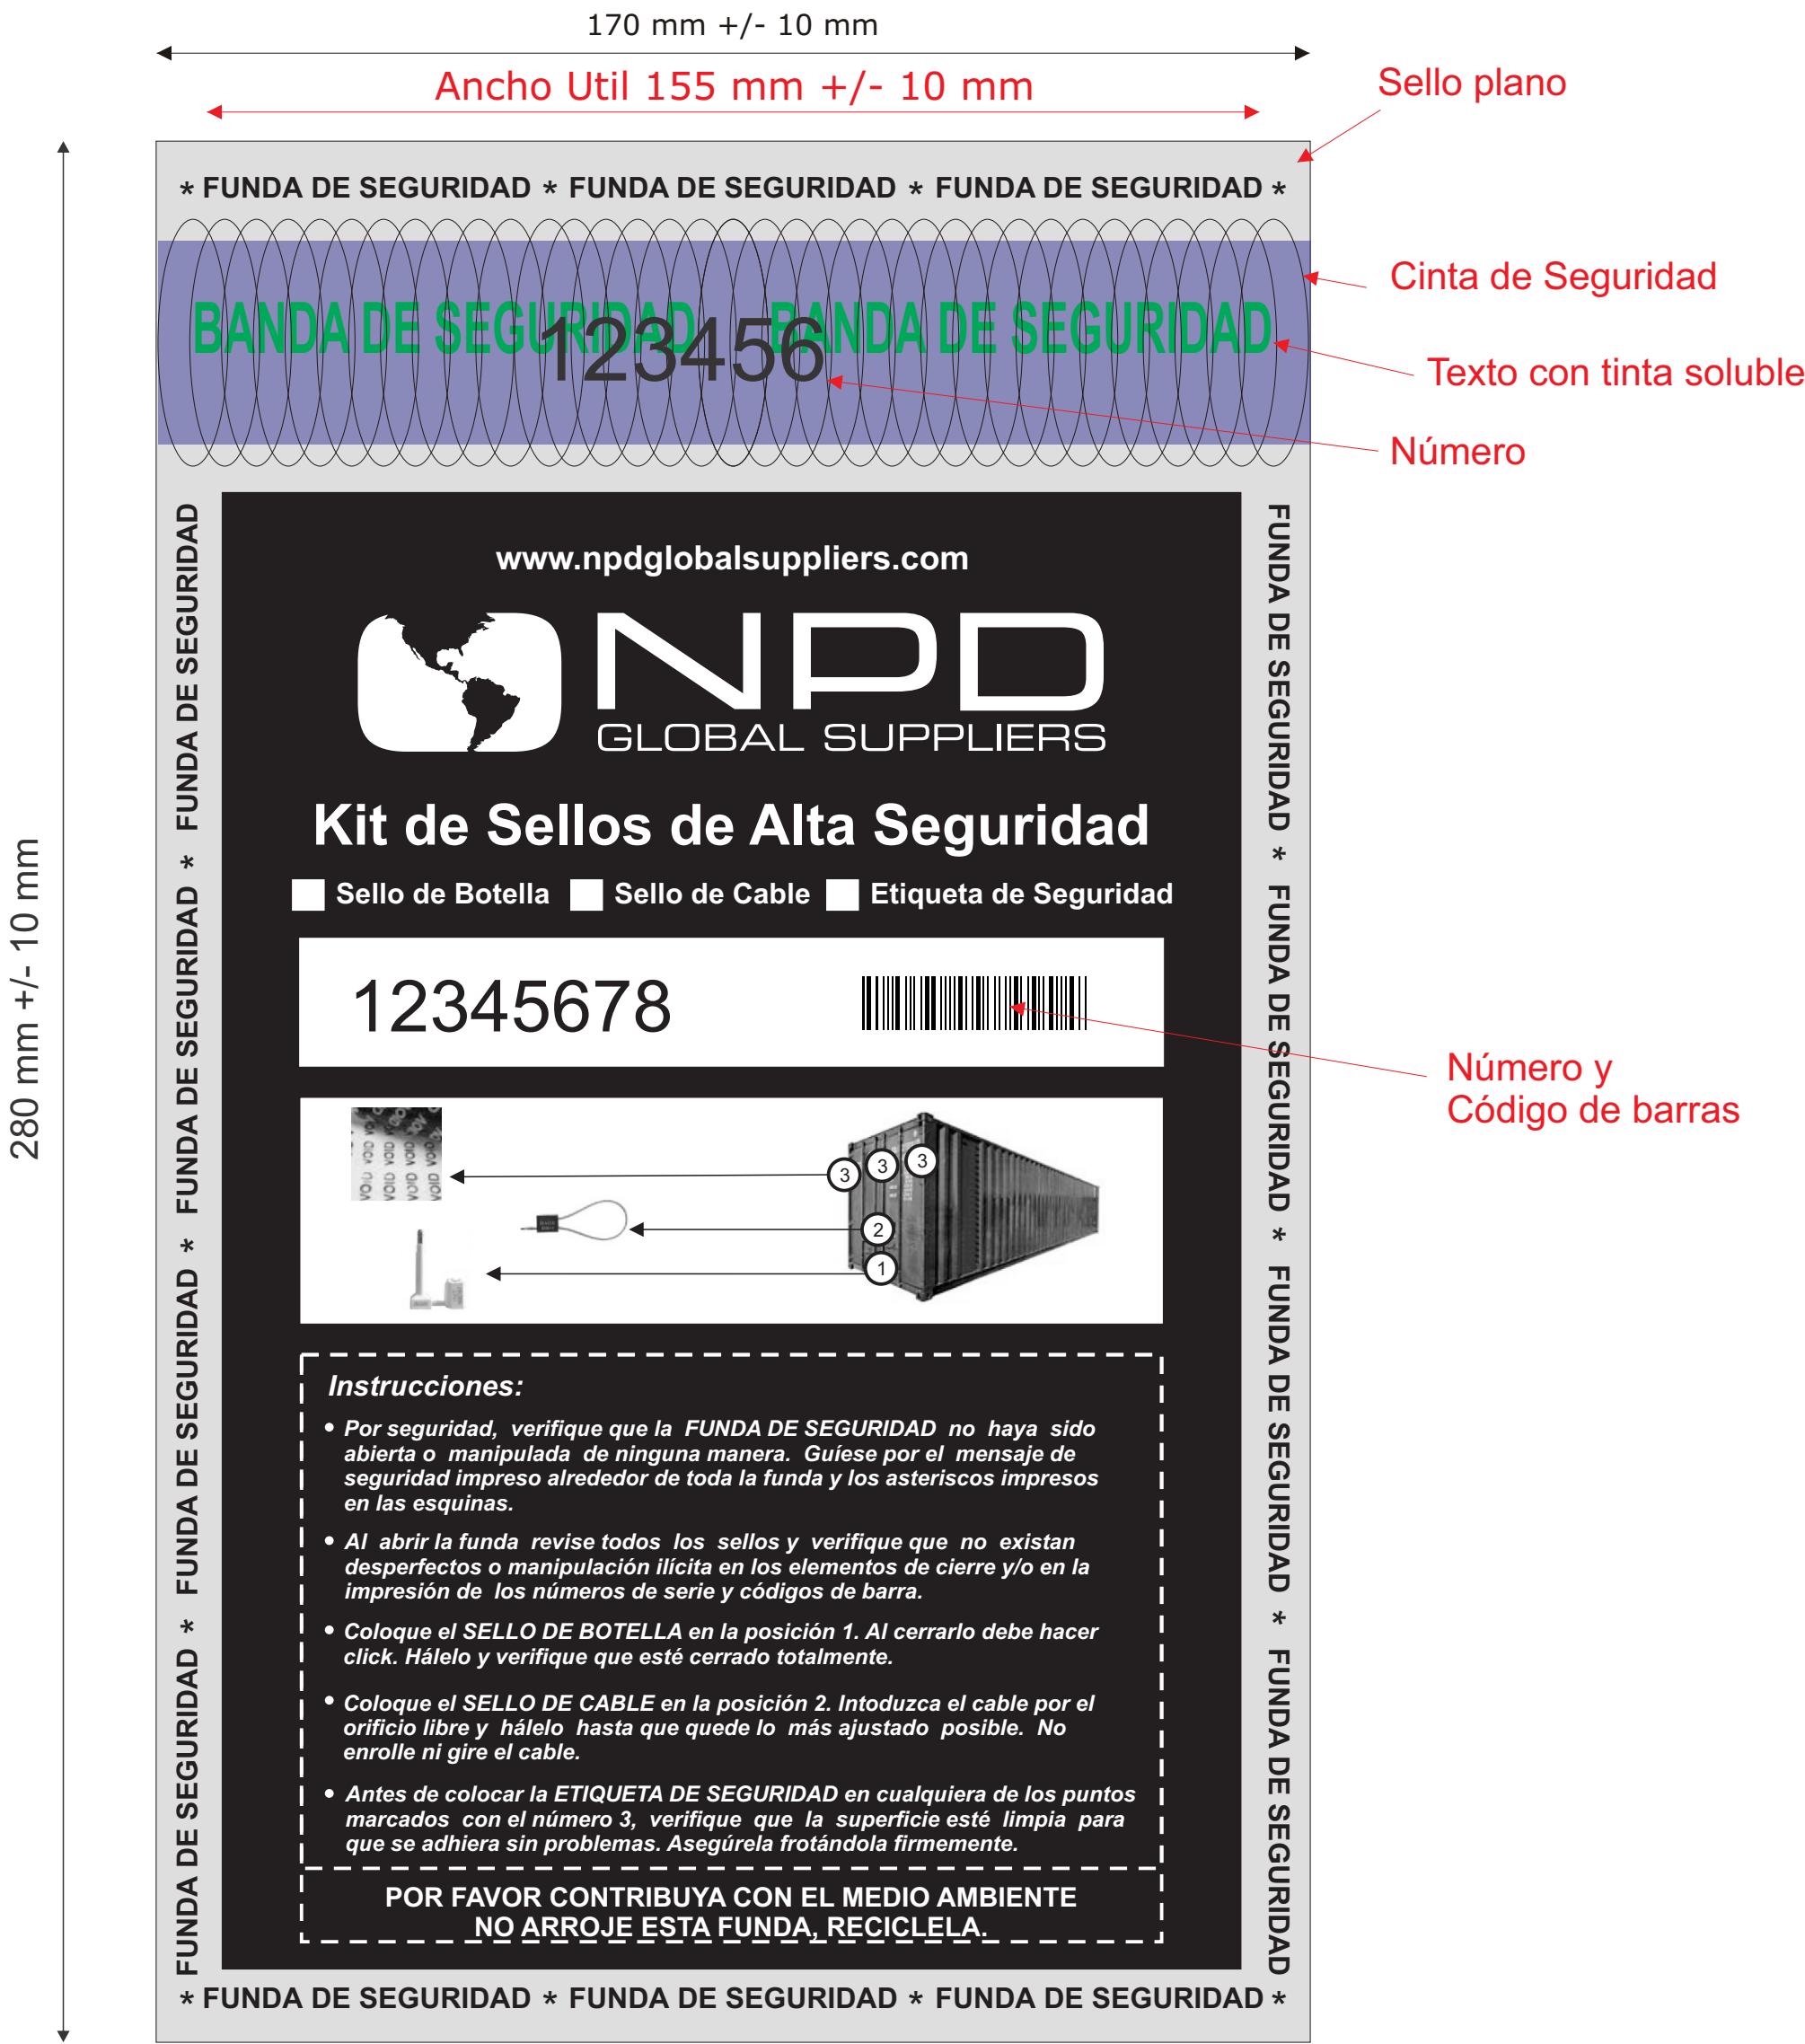 170 mm +/- 10 mm
Ancho Util 155 mm +/- 10 mm
Sello plano
* FUNDA DE SEGURIDAD * FUNDA DE SEGURIDAD * FUNDA DE SEGURIDAD *
Cinta de Seguridad
BANDA DE SEGURIDAD BANDA DE SEGURIDAD
123456
Texto con tinta soluble
Número
280 mm +/- 10 mm
FUNDA DE SEGURIDAD * FUNDA DE SEGURIDAD * FUNDA DE SEGURIDAD * FUNDA DE SEGURIDAD
FUNDA DE SEGURIDAD * FUNDA DE SEGURIDAD * FUNDA DE SEGURIDAD * FUNDA DE SEGURIDAD
www.npdglobalsuppliers.com
NPD
GLOBAL SUPPLIERS
Kit de Sellos de Alta Seguridad
Sello de Botella Sello de Cable Etiqueta de Seguridad
12345678
Número y
Código de barras
VOID VOID VOID VOID
VOID VOID VOID VOID
3 3 3
2
1
Instrucciones:
• Por seguridad, verifique que la FUNDA DE SEGURIDAD no haya sido
abierta o manipulada de ninguna manera. Guíese por el mensaje de
seguridad impreso alrededor de toda la funda y los asteriscos impresos
en las esquinas.
• Al abrir la funda revise todos los sellos y verifique que no existan
desperfectos o manipulación ilícita en los elementos de cierre y/o en la
impresión de los números de serie y códigos de barra.
• Coloque el SELLO DE BOTELLA en la posición 1. Al cerrarlo debe hacer
click. Hálelo y verifique que esté cerrado totalmente.
• Coloque el SELLO DE CABLE en la posición 2. Intoduzca el cable por el
orificio libre y hálelo hasta que quede lo más ajustado posible. No
enrolle ni gire el cable.
• Antes de colocar la ETIQUETA DE SEGURIDAD en cualquiera de los puntos
marcados con el número 3, verifique que la superficie esté limpia para
que se adhiera sin problemas. Asegúrela frotándola firmemente.
POR FAVOR CONTRIBUYA CON EL MEDIO AMBIENTE
NO ARROJE ESTA FUNDA, RECICLELA.
* FUNDA DE SEGURIDAD * FUNDA DE SEGURIDAD * FUNDA DE SEGURIDAD *